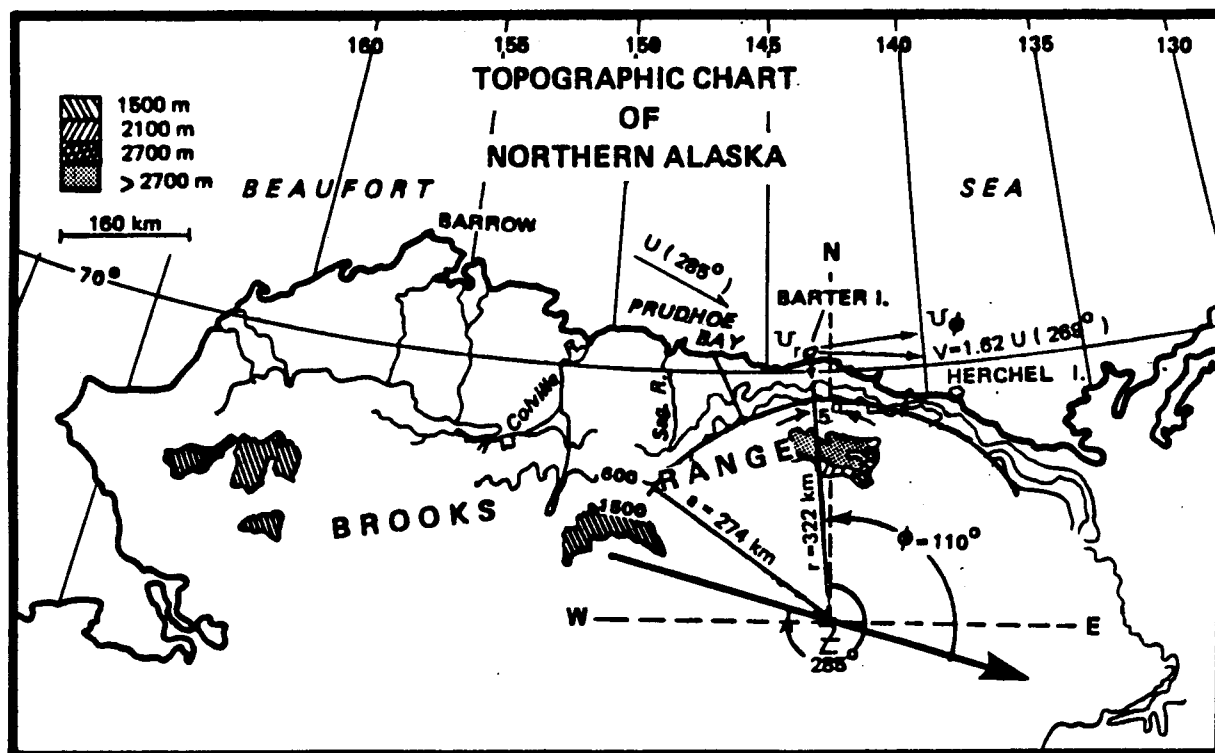 160 155 150 145 140 135 130
TOPOGRAPHIC CHART
OF
NORTHERN ALASKA
1500 m
2100 m
2700 m
> 2700 m
160 km
BEAUFORT
SEA
BARROW
70°
U (285°)
N
BARTER I.
PRUDHOE
BAY
Ur
Uφ
V=1.62 U (269°)
HERCHEL I.
Colville R.
Sag. R.
5
600
1500
BROOKS RANGE
a = 274 km
r = 322 km
φ = 110°
W
E
285°